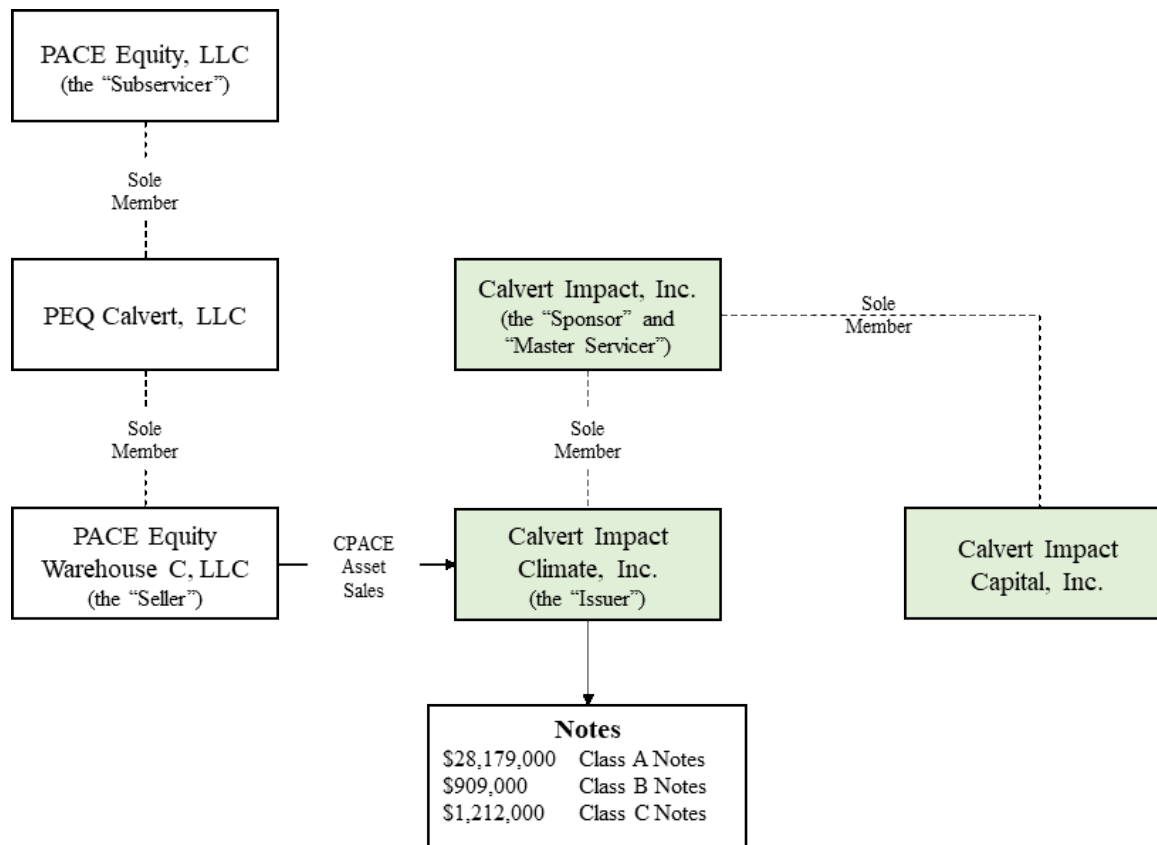 PACE Equity, LLC
(the “Subservicer”)
Sole
Member
PEQ Calvert, LLC
Calvert Impact, Inc.
(the “Sponsor” and
“Master Servicer”)
Sole
Member
Sole
Member
Sole
Member
PACE Equity
Warehouse C, LLC
(the “Seller”)
CPACE
Asset
Sales
Calvert Impact
Climate, Inc.
(the “Issuer”)
Calvert Impact
Capital, Inc.
Notes
$28,179,000 Class A Notes
$909,000 Class B Notes
$1,212,000 Class C Notes